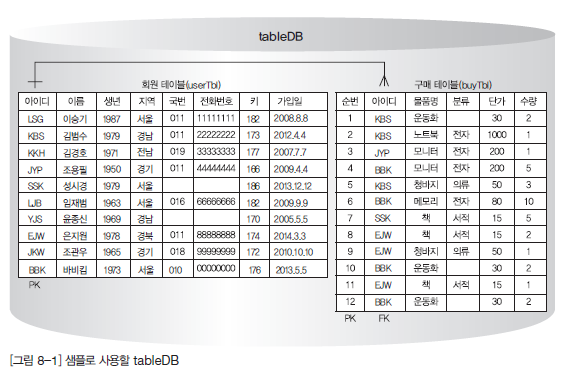 tableDB
회원 테이블(userTbl)
아이디 이름 생년 지역 국번 전화번호 키 가입일
LSG 이승기 1987 서울 011 11111111 182 2008.8.8
KBS 김범수 1979 경남 011 22222222 173 2012.4.4
KKH 김경호 1971 전남 019 33333333 177 2007.7.7
JYP 조용필 1950 경기 011 44444444 166 2009.4.4
SSK 성시경 1979 서울 186 2013.12.12
LJB 임재범 1963 서울 016 66666666 182 2009.9.9
YJS 윤종신 1969 경남 170 2005.5.5
EJW 은지원 1978 경북 011 88888888 174 2014.3.3
JKW 조관우 1965 경기 018 99999999 172 2010.10.10
BBK 바비킴 1973 서울 010 00000000 176 2013.5.5
PK
구매 테이블(buyTbl)
순번 아이디 물품명 분류 단가 수량
1 KBS 운동화 30 2
2 KBS 노트북 전자 1000 1
3 JYP 모니터 전자 200 1
4 BBK 모니터 전자 200 5
5 KBS 청바지 의류 50 3
6 BBK 메모리 전자 80 10
7 SSK 책 서적 15 5
8 EJW 책 서적 15 2
9 EJW 청바지 의류 50 1
10 BBK 운동화 30 2
11 EJW 책 서적 15 1
12 BBK 운동화 30 2
PK FK
[그림 8-1] 샘플로 사용할 tableDB